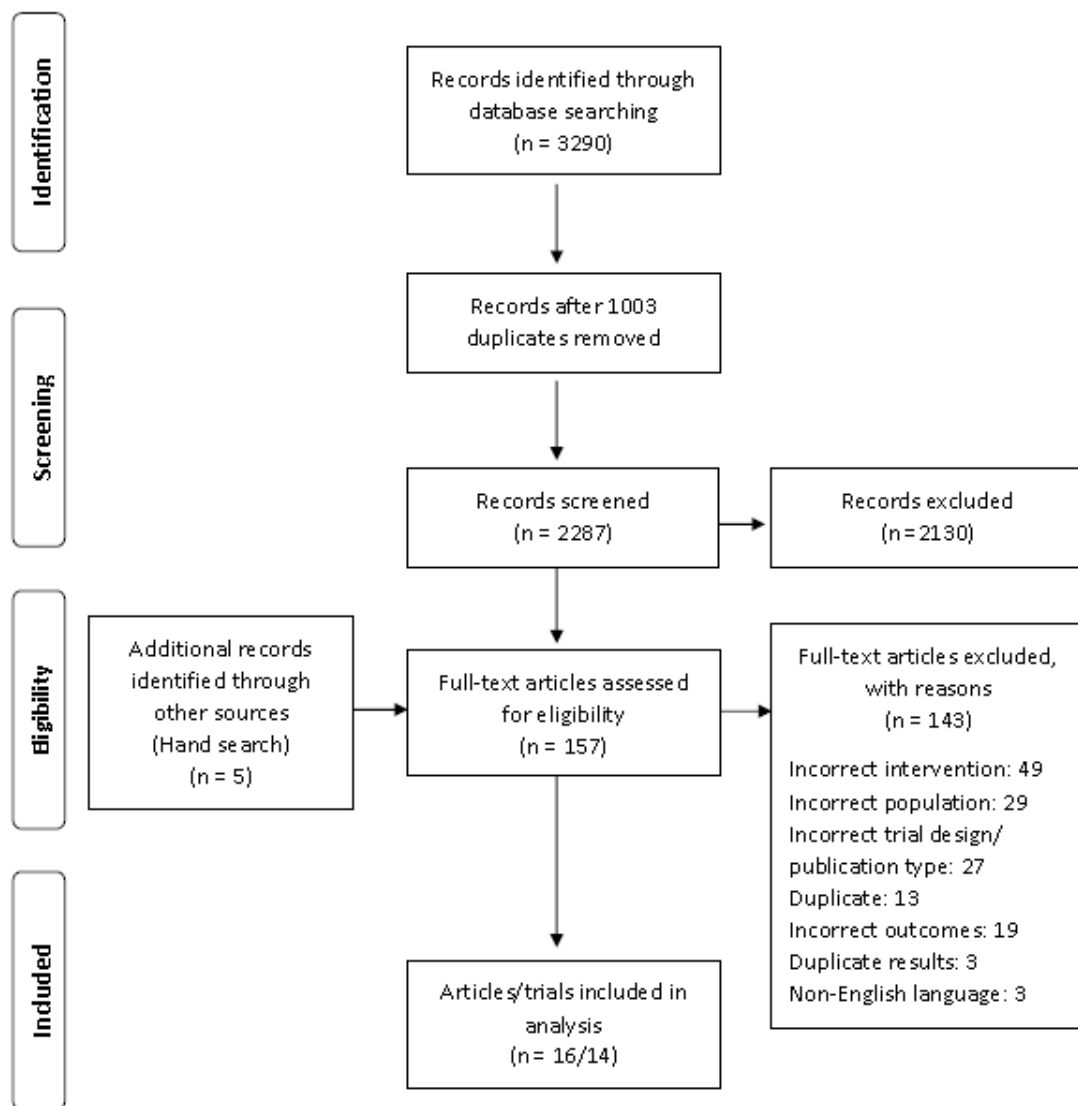 Identification
Records identified through
database searching
(n = 3290)
Records after 1003
duplicates removed
Screening
Records screened
(n = 2287)
Records excluded
(n=2130)
Eligibility
Additional records
identified through
other sources
(Hand search)
(n = 5)
Full-text articles assessed
for eligibility
(n = 157)
Full-text articles excluded,
with reasons
(n = 143)
Incorrect intervention: 49
Incorrect population: 29
Incorrect trial design/
publication type: 27
Duplicate: 13
Incorrect outcomes: 19
Duplicate results: 3
Non-English language: 3
Included
Articles/trials included in
analysis
(n = 16/14)